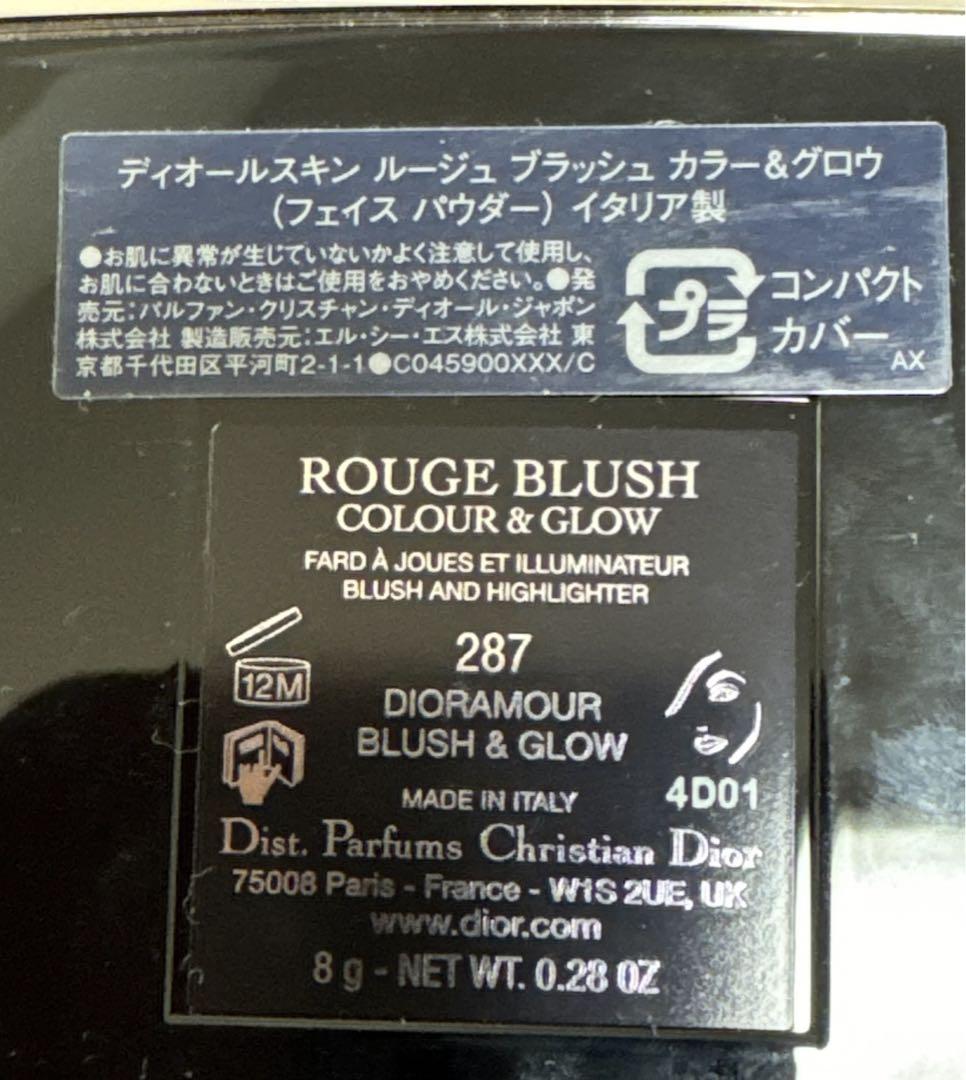 ディオールスキン ルージュ ブラッシュ カラー&グロウ
(フェイス パウダー) イタリア製
●お肌に異常が生じていないかよく注意して使用し、
お肌に合わないときはご使用をおやめください。●発
売元:パルファン・クリスチャン・ディオール・ジャポン
株式会社 製造販売元:エル・シー・エス株式会社 東
京都千代田区平河町2-1-1●C045900XXX/C
プラ
コンパクト
カバー
AX
ROUGE BLUSH
COLOUR & GLOW
FARD À JOUES ET ILLUMINATEUR
BLUSH AND HIGHLIGHTER
12M
287
DIORAMOUR
BLUSH & GLOW
MADE IN ITALY
4D01
Dist. Parfums Christian Dior
75008 Paris - France - W1S 2UE, UK
www.dior.com
8 g - NET WT. 0.28 OZ